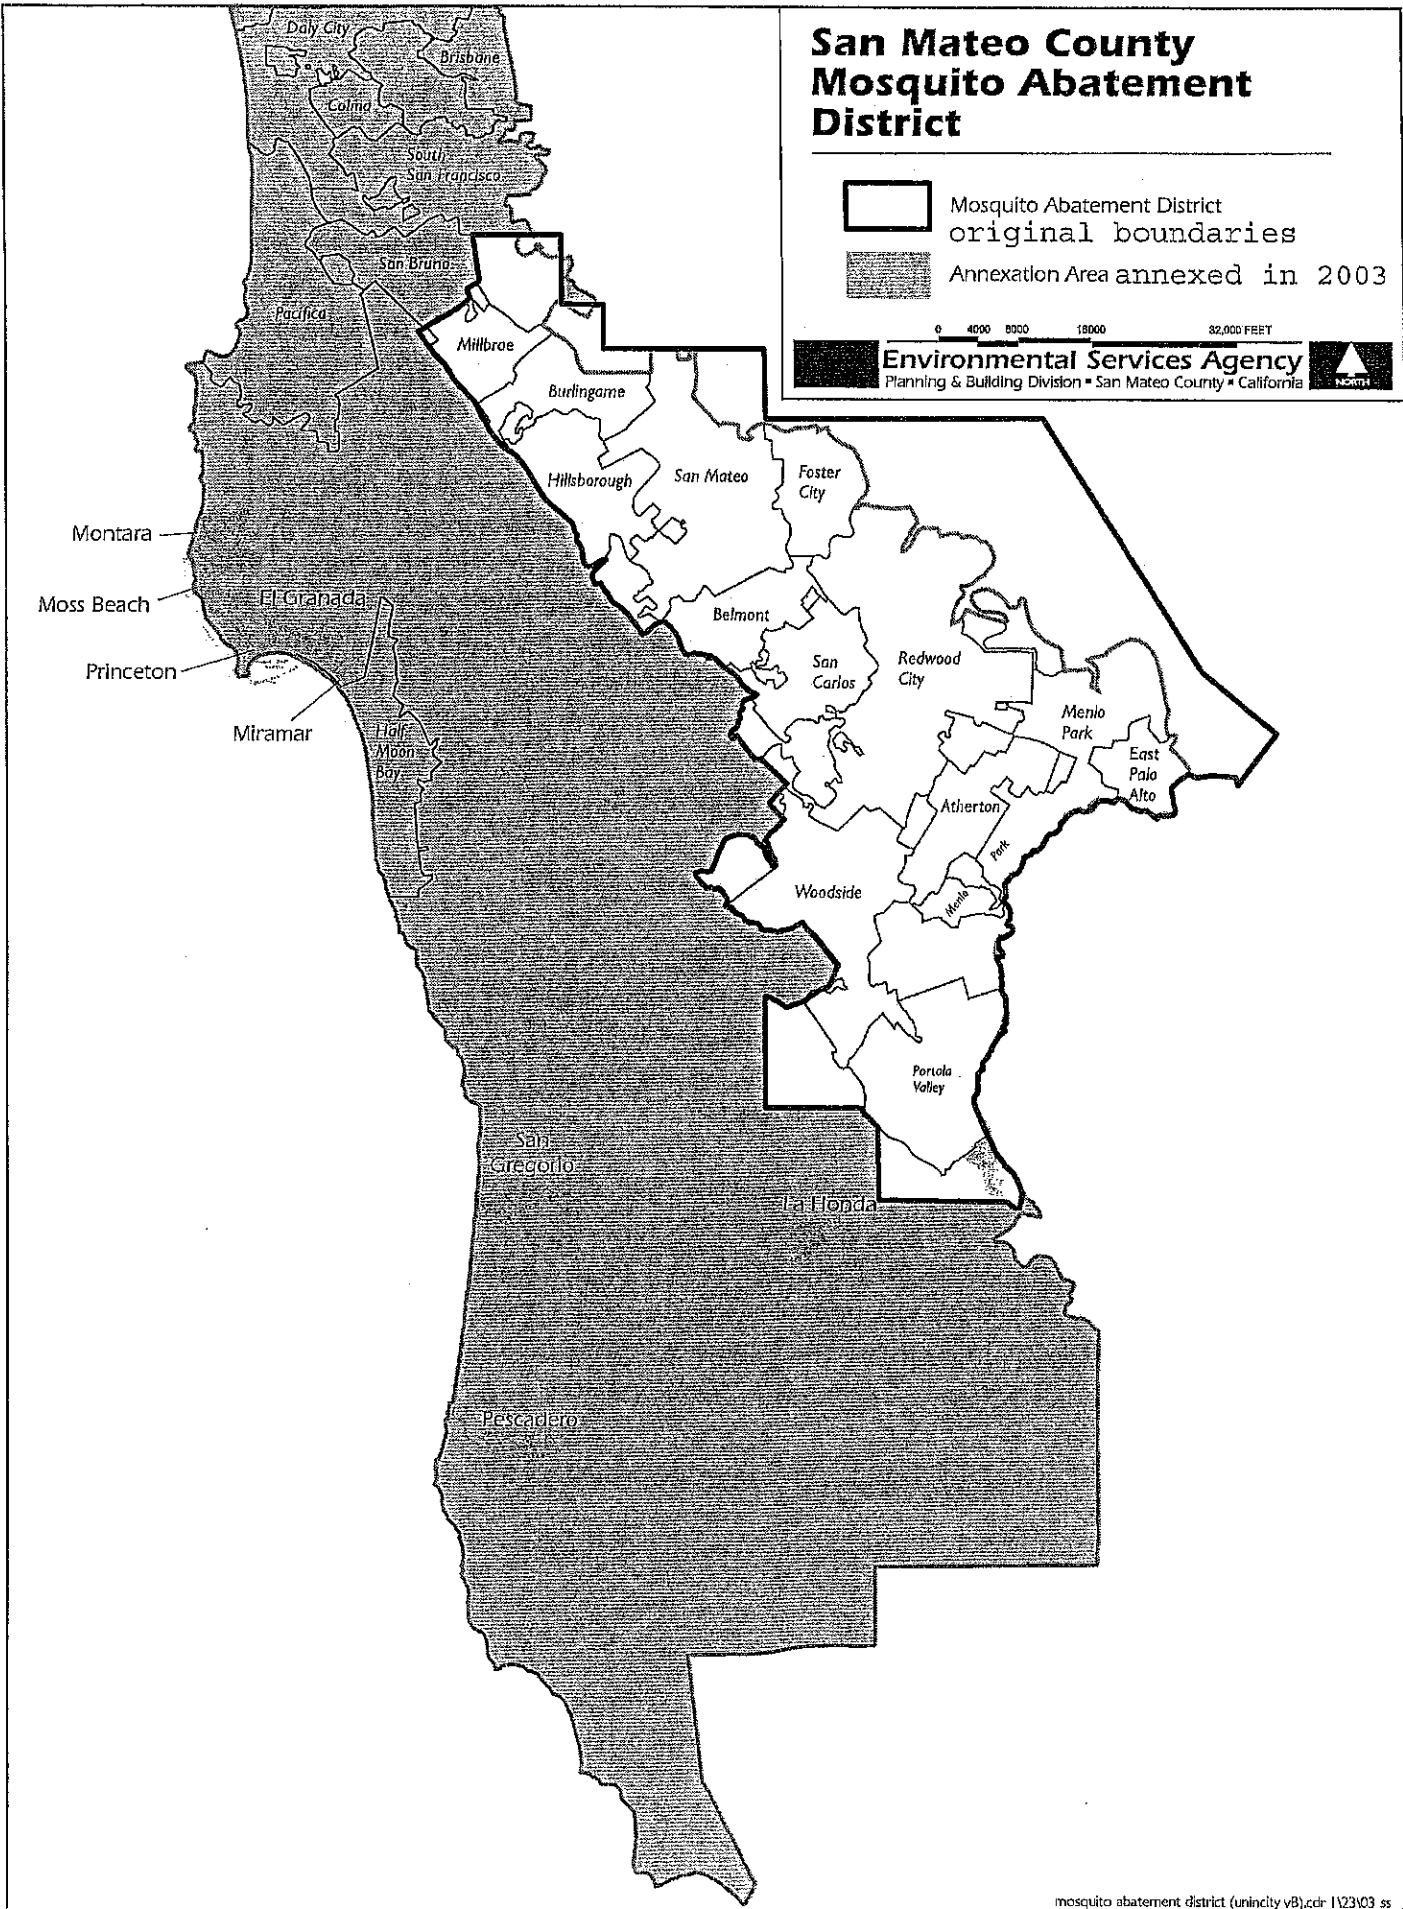 San Mateo County
Mosquito Abatement
District
Mosquito Abatement District
original boundaries
Annexation Area annexed in 2003
0 4000 8000 16000 32,000 FEET
Environmental Services Agency
Planning & Building Division • San Mateo County • California
NORTH
Daly City
Brisbane
Colma
South
San Francisco
San Bruno
Pacifica
Millbrae
Burlingame
Hillsborough
San Mateo
Foster
City
Montara
Moss Beach
El Granada
Princeton
Miramar
Half
Moon
Bay
Belmont
San
Carlos
Redwood
City
Menlo
Park
East
Palo
Alto
Atherton
Park
Menlo
Woodside
Portola
Valley
San
Gregorio
La Honda
Pescadero
mosquito abatement district (unincity v8).cdr 1\23\03 ss